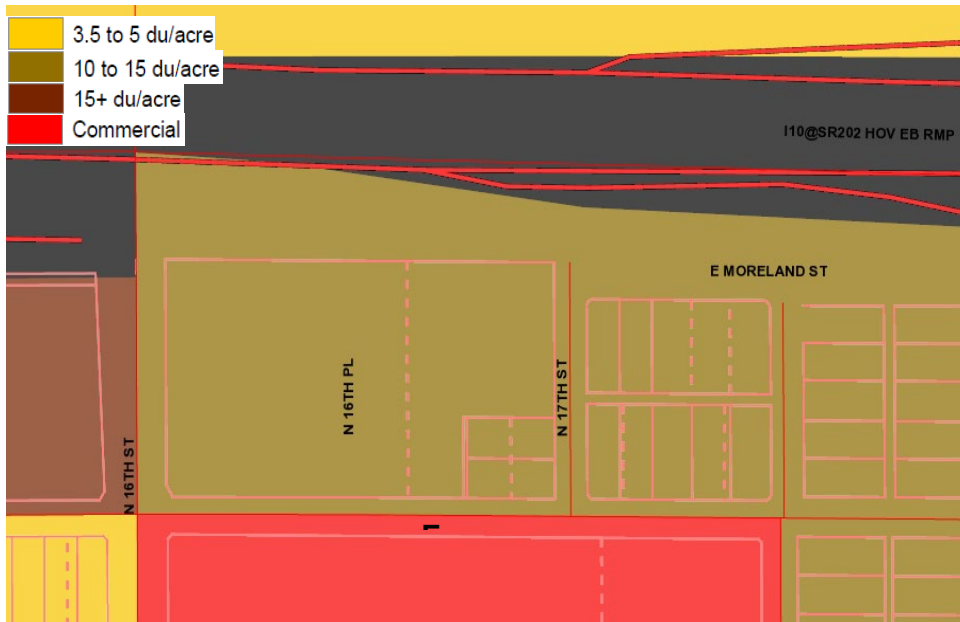 3.5 to 5 du/acre
10 to 15 du/acre
15+ du/acre
Commercial
I10@SR202 HOV EB RMP
E MORELAND ST
N 16TH PL
N 17TH ST
N 16TH ST
1